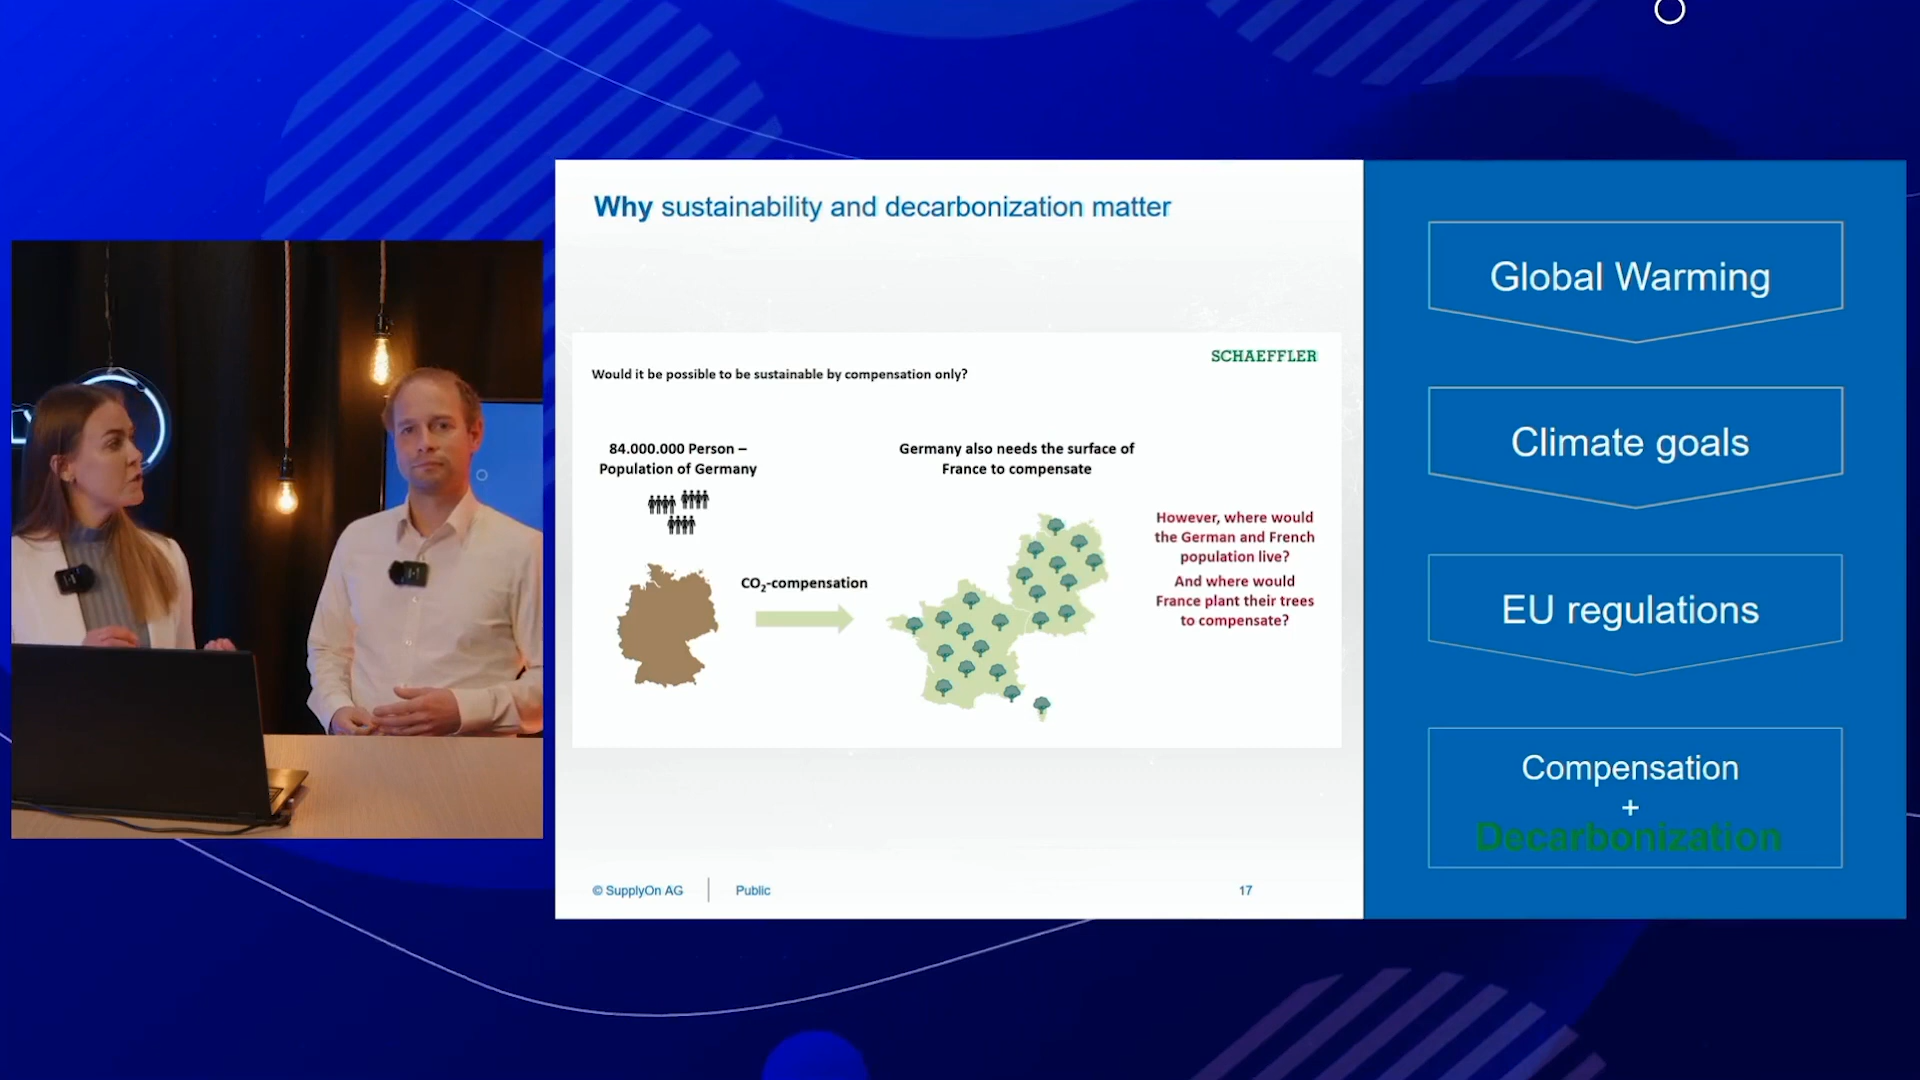 Why sustainability and decarbonization matter
SCHAEFFLER
Would it be possible to be sustainable by compensation only?
84.000.000 Person –
Population of Germany
Germany also needs the surface of
France to compensate
CO₂-compensation
However, where would
the German and French
population live?
And where would
France plant their trees
to compensate?
© SupplyOn AG
Public
17
Global Warming
Climate goals
EU regulations
Compensation
+
Decarbonization